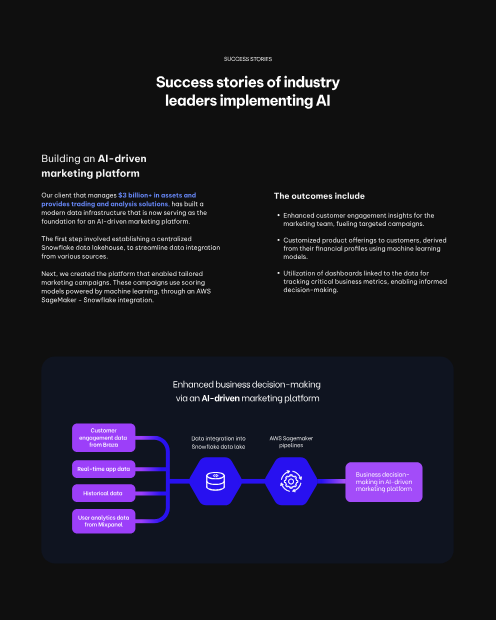 SUCCESS STORIES
Success stories of industry
leaders implementing AI
Building an AI-driven
marketing platform
Our client that manages $3 billion+ in assets and
provides trading and analysis solutions, has built a
modern data infrastructure that is now serving as the
foundation for an AI-driven marketing platform.
The first step involved establishing a centralized
Snowflake data lakehouse, to streamline data integration
from various sources.
Next, we created the platform that enabled tailored
marketing campaigns. These campaigns use scoring
models powered by machine learning, through an AWS
SageMaker - Snowflake integration.
The outcomes include
• Enhanced customer engagement insights for the
marketing team, fueling targeted campaigns.
• Customized product offerings to customers, derived
from their financial profiles using machine learning
models.
• Utilization of dashboards linked to the data for
tracking critical business metrics, enabling informed
decision-making.
Enhanced business decision-making
via an AI-driven marketing platform
Customer
engagement data
from Braze
Real-time app data
Historical data
User analytics data
from Mixpanel
Data integration into
Snowflake data lake
AWS Sagemaker
pipelines
Business decision-
making in AI-driven
marketing platform